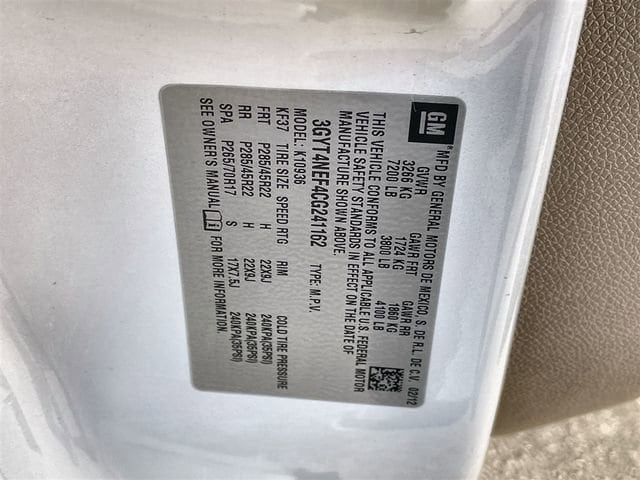 GM MFD BY GENERAL MOTORS DE MEXICO, S. DE R.L. DE C.V. 02/12
GVWR GAWR FRT GAWR RR
3266 KG 1724 KG 1860 KG
7200 LB 3800 LB 4100 LB
THIS VEHICLE CONFORMS TO ALL APPLICABLE U.S. FEDERAL MOTOR
VEHICLE SAFETY STANDARDS IN EFFECT ON THE DATE OF
MANUFACTURE SHOWN ABOVE.
3GYT4NEF4CG241162 TYPE: M.P.V.
MODEL: K10936
KF37 TIRE SIZE SPEED RTG RIM COLD TIRE PRESSURE
FRT P285/45R22 H 22X9J 240KPA(35PSI)
RR P285/45R22 H 22X9J 240KPA(35PSI)
SPA P265/70R17 S 17X7.5J 240KPA(35PSI)
SEE OWNER'S MANUAL FOR MORE INFORMATION.